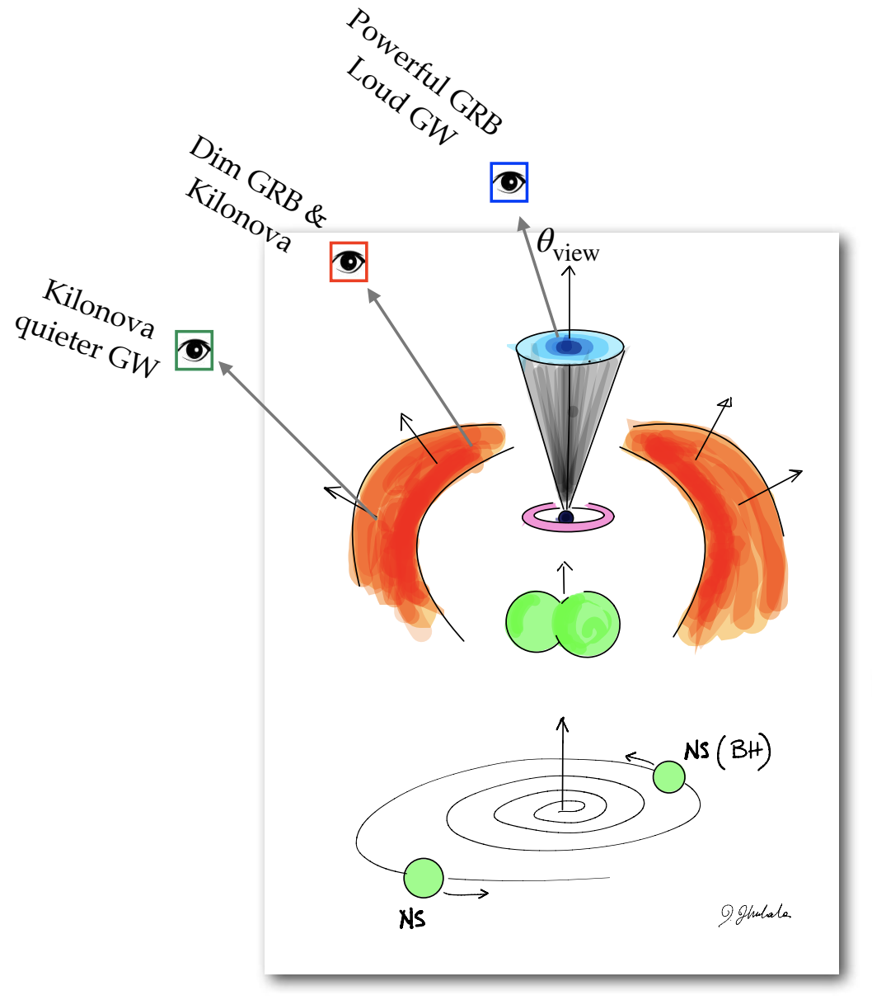 Powerful GRB
Loud GW
Dim GRB &
Kilonova
Kilonova
quieter GW
θview
NS (BH)
NS